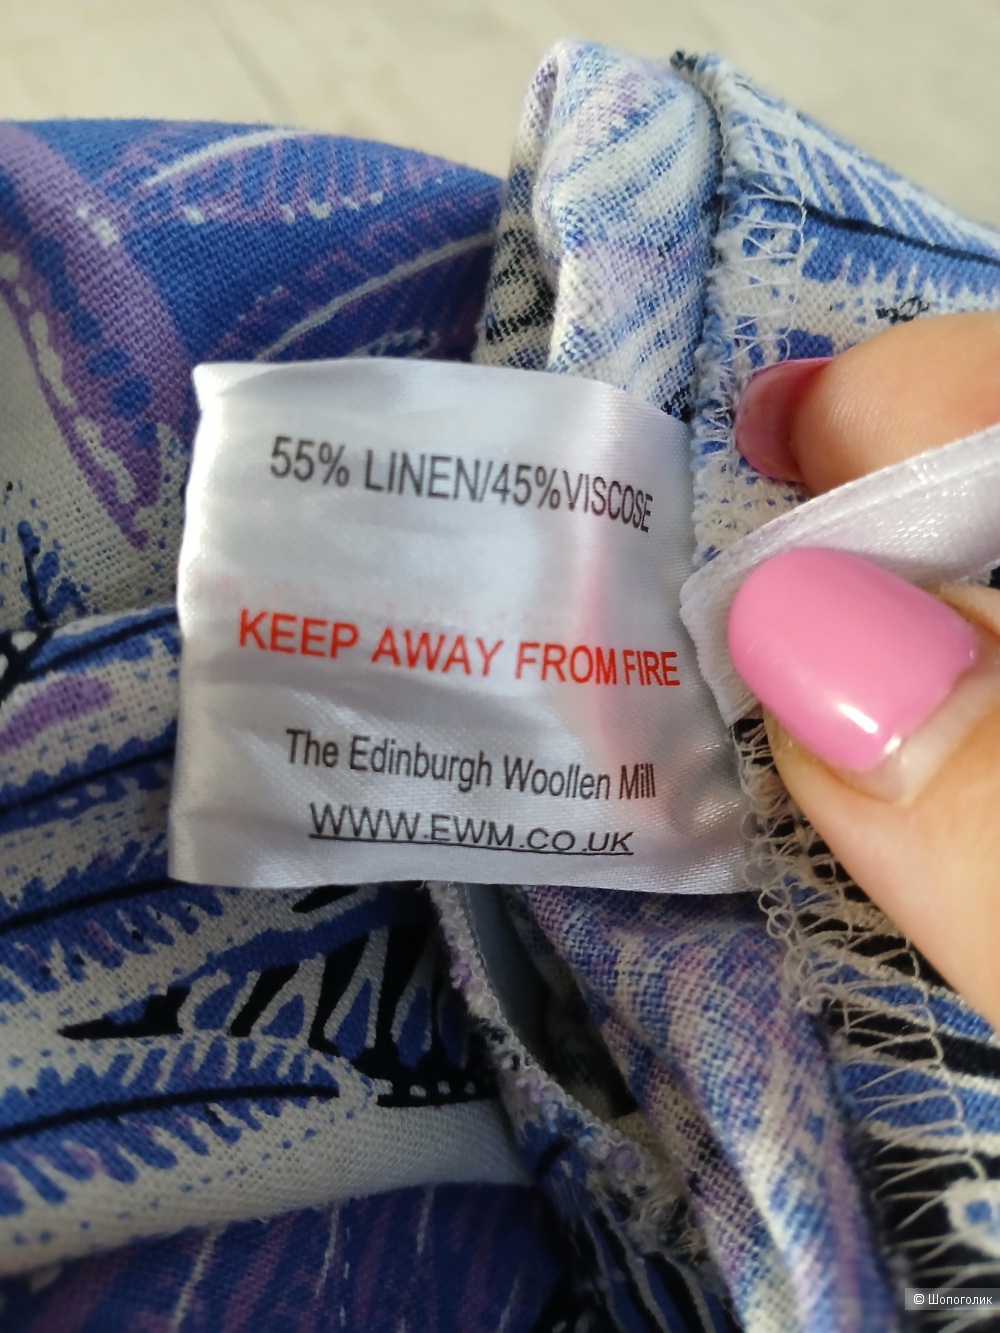 55% LINEN/45%VISCOSE
KEEP AWAY FROM FIRE
The Edinburgh Woollen Mill
WWW.EWM.CO.UK
© Шопоголик